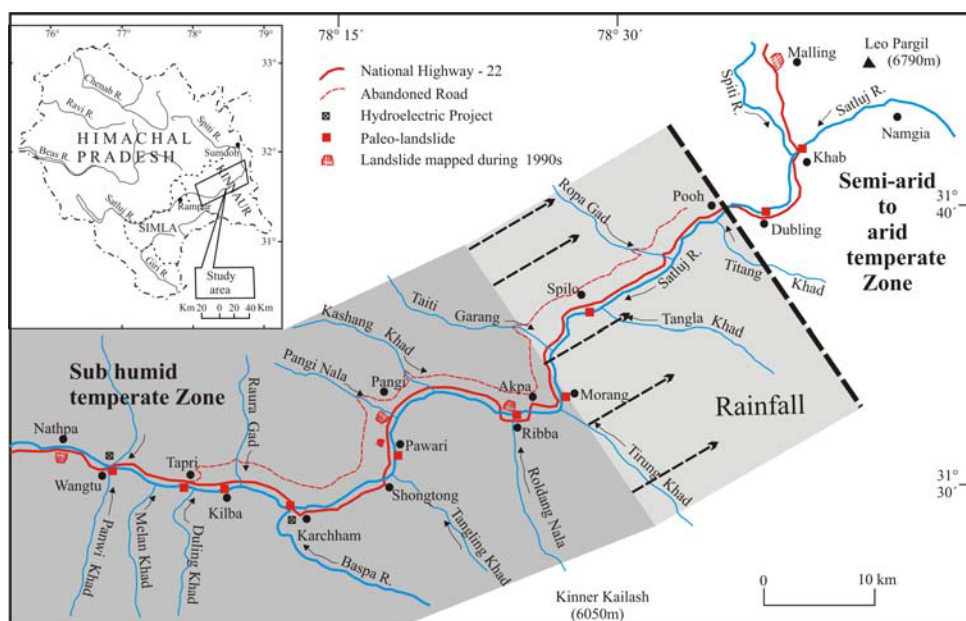 76°
77°
78°
79°
33°
32°
31°
Chenab R.
Ravi R.
Spiti R.
HIMACHAL
PRADESH
Sumdoh
Beas R.
KINNAUR
Satluj R.
Rampur
SIMLA
Giri R.
Study
area
Km 20 0 20 40 Km
78° 15'
78° 30'
National Highway - 22
Abandoned Road
Hydroelectric Project
Paleo-landslide
Landslide mapped during 1990s
Malling
Leo Pargil
(6790m)
Spiti R.
Satluj R.
Namgia
Khab
Semi-arid
to
arid
temperate
Zone
31°
40'
Ropa Gad
Pooh
Dubling
Titang
Khad
Satluj R.
Spilo
Taiti
Garang
Tangla Khad
Kashang
Khad
Pangi Nala
Pangi
Akpa
Morang
Rainfall
Sub humid
temperate Zone
Raura Gad
Nathpa
Tapri
Pawari
Ribba
Wangtu
Kilba
Shongtong
Karchham
Tirung Khad
31°
30'
Panwi Khad
Melan Khad
Duling Khad
Baspa R.
Tangling Khad
Roldang Nala
Kinner Kailash
(6050m)
0
10 km